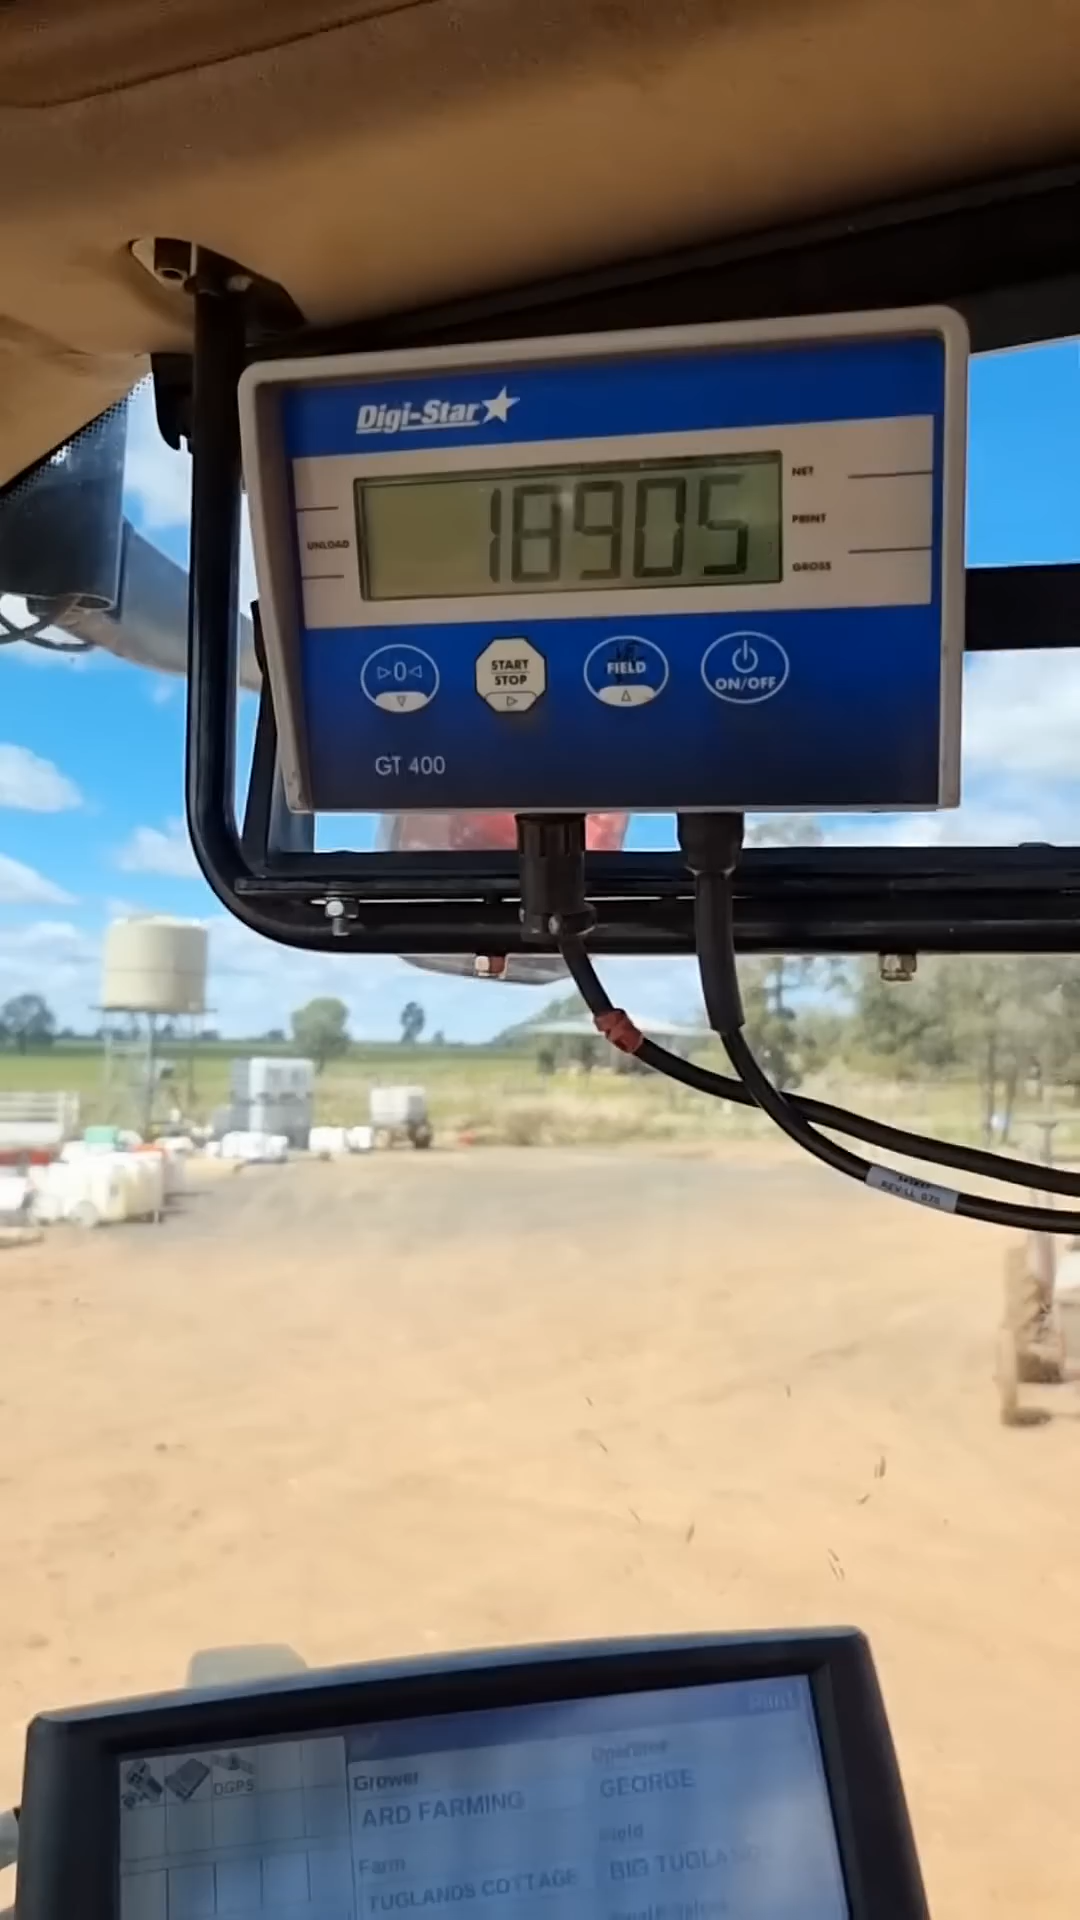 Digi-Star
18905
NET
PRINT
GROSS
UNLOAD
0
START
STOP
FIELD
ON/OFF
GT 400
DGPS
Grower
ARD FARMING
Farm
TUGLANDS COTTAGE
Operator
GEORGE
Field